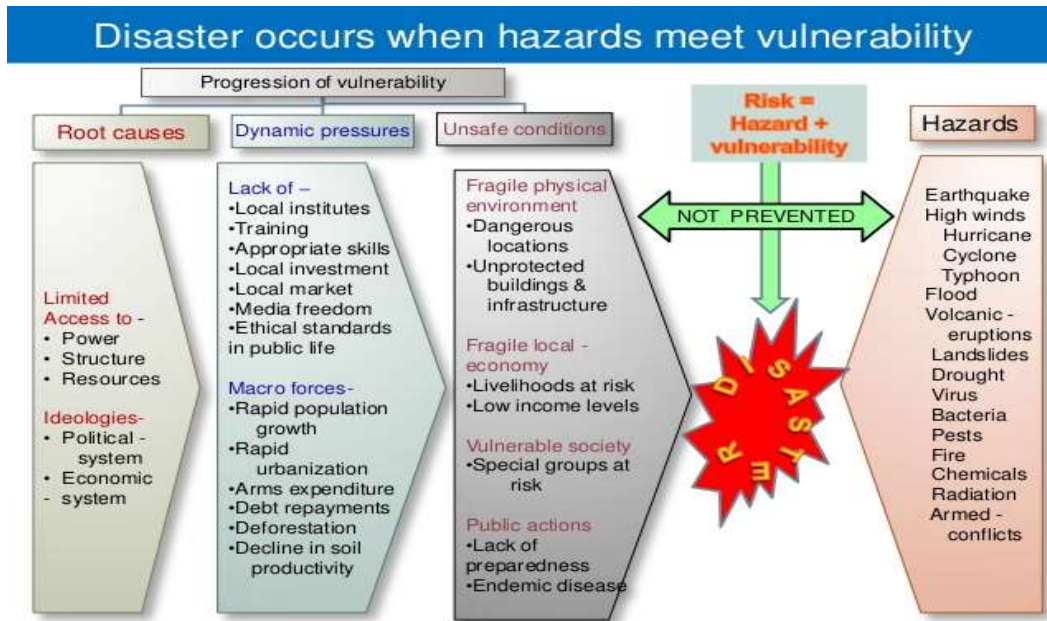 Disaster occurs when hazards meet vulnerability
Progression of vulnerability
Root causes
Limited
Access to -
• Power
• Structure
• Resources
Ideologies-
• Political -
system
• Economic
- system
Dynamic pressures
Lack of –
•Local institutes
•Training
•Appropriate skills
•Local investment
•Local market
•Media freedom
•Ethical standards
in public life
Macro forces-
•Rapid population
growth
•Rapid
urbanization
•Arms expenditure
•Debt repayments
•Deforestation
•Decline in soil
productivity
Unsafe conditions
Fragile physical
environment
•Dangerous
locations
•Unprotected
buildings &
infrastructure
Fragile local -
economy
•Livelihoods at risk
•Low income levels
Vulnerable society
•Special groups at
risk
Public actions
•Lack of
preparedness
•Endemic disease
Risk =
Hazard +
vulnerability
NOT PREVENTED
DISASTER
Hazards
Earthquake
High winds
Hurricane
Cyclone
Typhoon
Flood
Volcanic -
eruptions
Landslides
Drought
Virus
Bacteria
Pests
Fire
Chemicals
Radiation
Armed -
conflicts